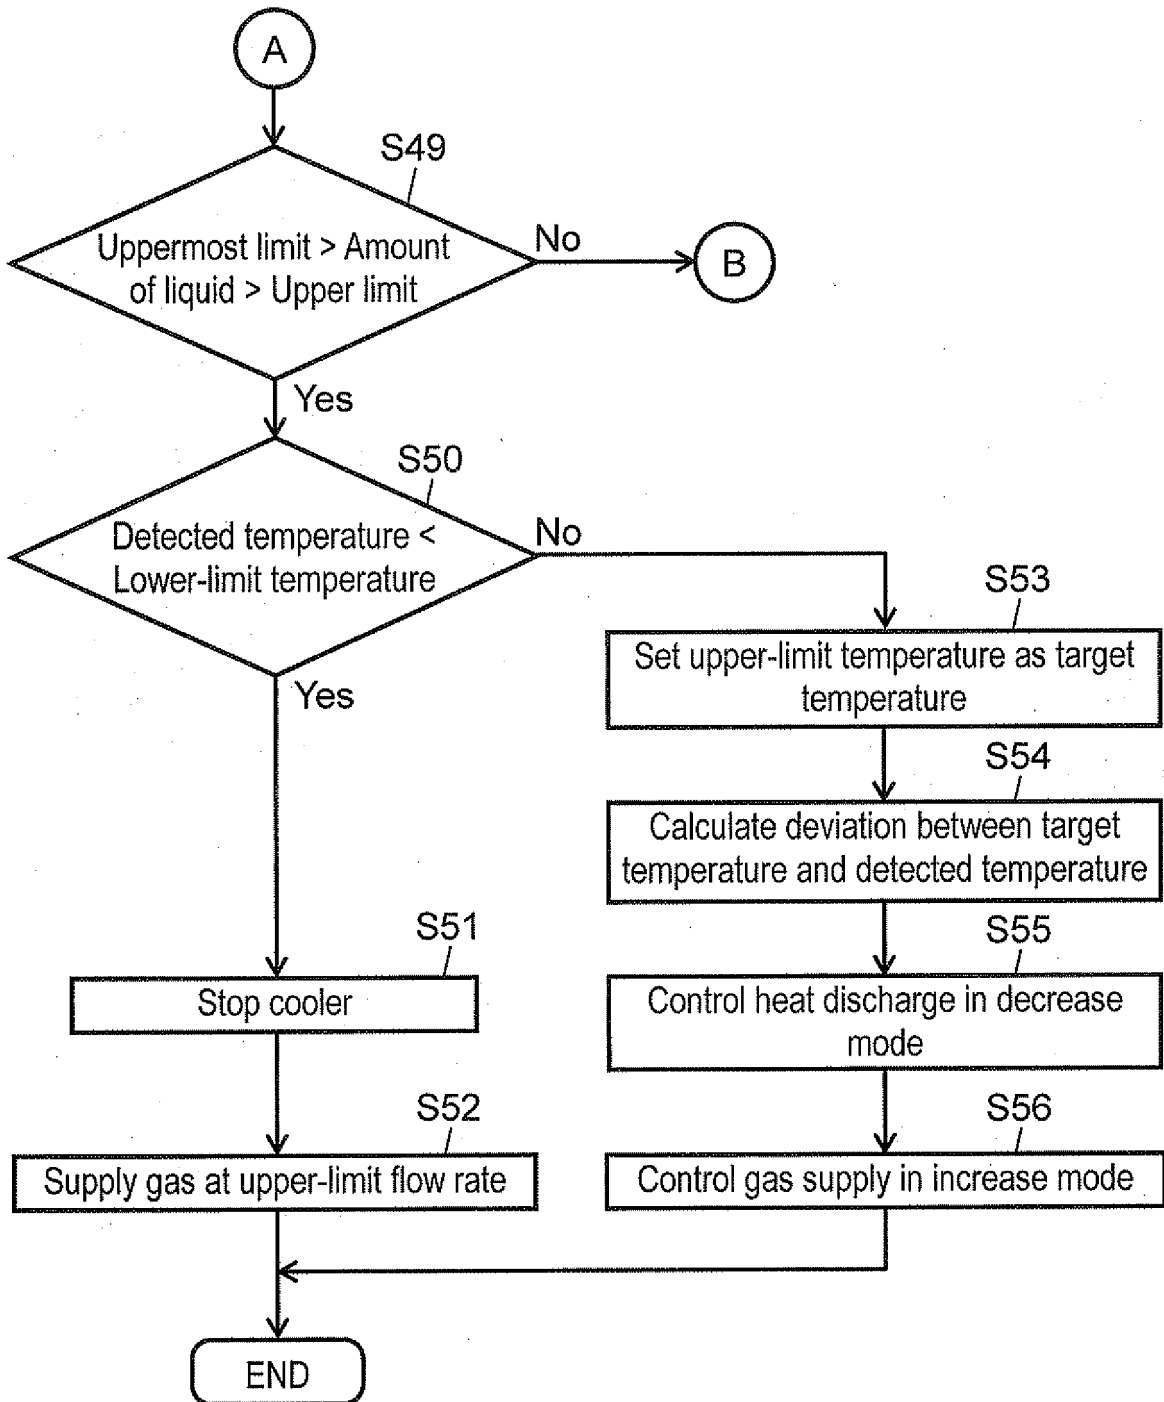 A
S49
Uppermost limit > Amount
of liquid > Upper limit
No
B
Yes
S50
Detected temperature <
Lower-limit temperature
No
Yes
S53
Set upper-limit temperature as target
temperature
S54
Calculate deviation between target
temperature and detected temperature
S55
Control heat discharge in decrease
mode
S51
Stop cooler
S52
Supply gas at upper-limit flow rate
S56
Control gas supply in increase mode
END